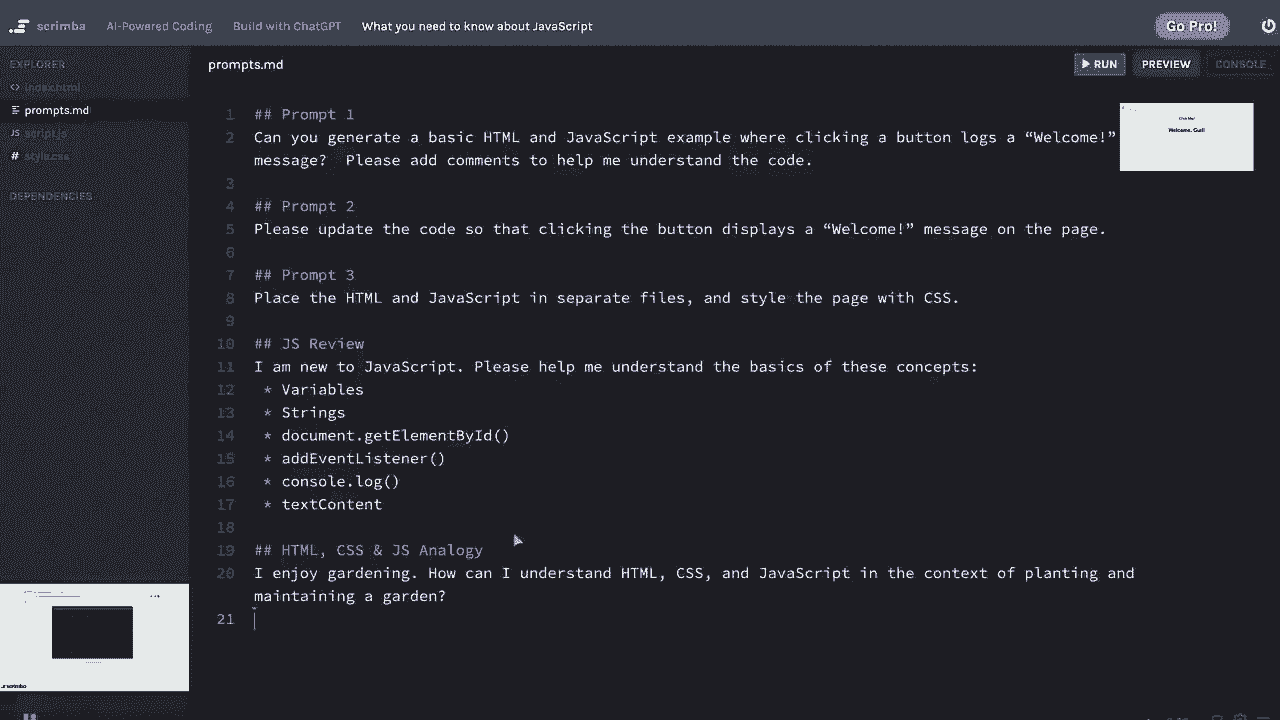 scrimba AI-Powered Coding Build with ChatGPT What you need to know about JavaScript Go Pro!
EXPLORER
index.html
prompts.md
script.js
style.css
DEPENDENCIES
prompts.md
RUN PREVIEW CONSOLE
1 ## Prompt 1
2 Can you generate a basic HTML and JavaScript example where clicking a button logs a “Welcome!”
message?  Please add comments to help me understand the code.
3
4 ## Prompt 2
5 Please update the code so that clicking the button displays a “Welcome!” message on the page.
6
7 ## Prompt 3
8 Place the HTML and JavaScript in separate files, and style the page with CSS.
9
10 ## JS Review
11 I am new to JavaScript. Please help me understand the basics of these concepts:
12 * Variables
13 * Strings
14 * document.getElementById()
15 * addEventListener()
16 * console.log()
17 * textContent
18
19 ## HTML, CSS & JS Analogy
20 I enjoy gardening. How can I understand HTML, CSS, and JavaScript in the context of planting and
maintaining a garden?
21